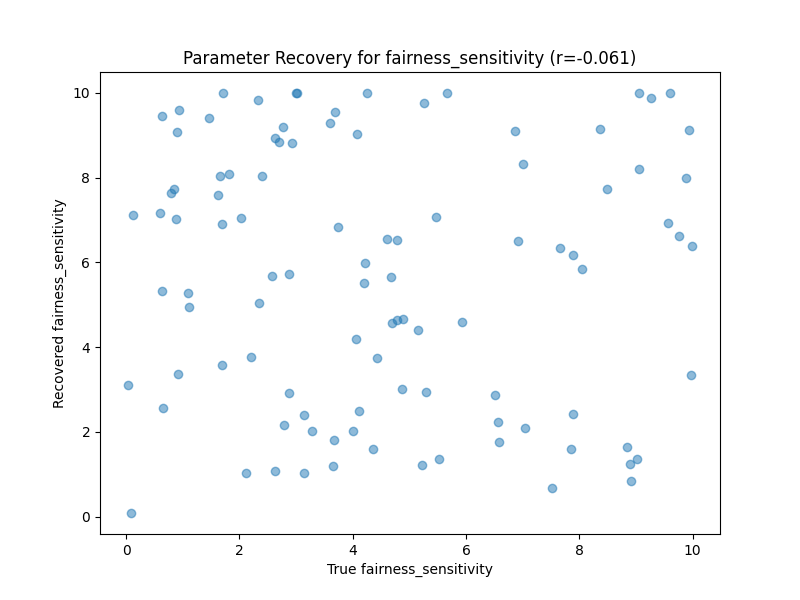 Parameter Recovery for fairness_sensitivity (r=-0.061)
Recovered fairness_sensitivity
10
8
6
4
2
0
0 2 4 6 8 10
True fairness_sensitivity